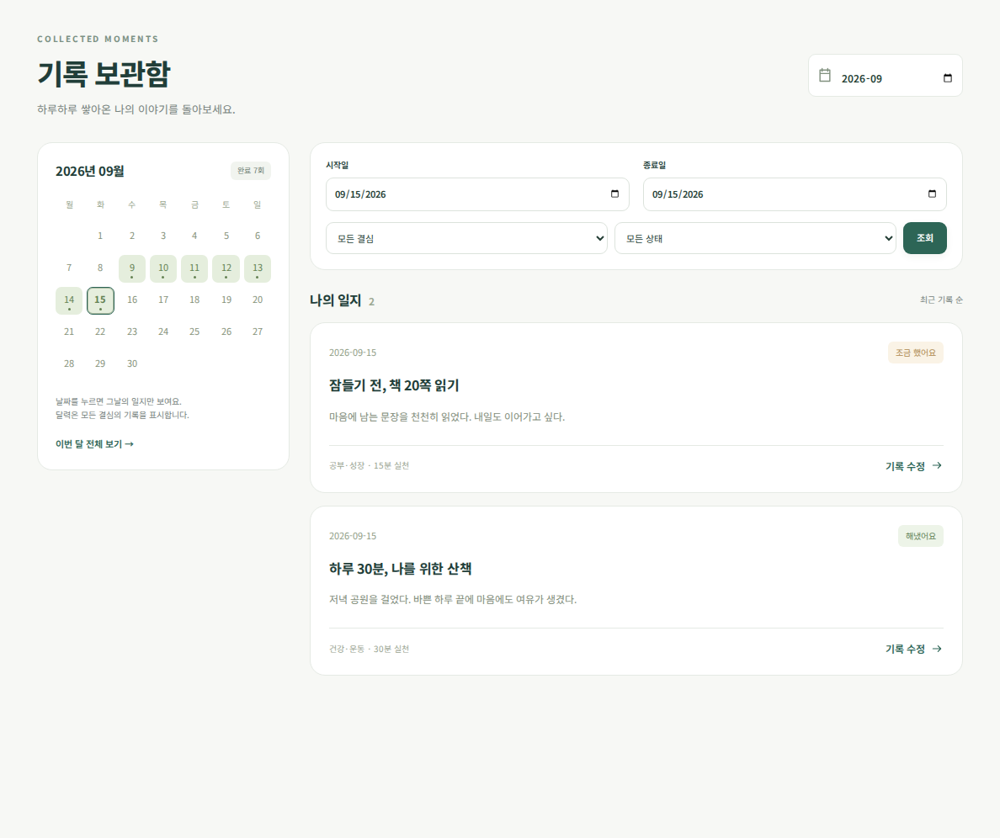 COLLECTED MOMENTS
기록 보관함
하루하루 쌓아온 나의 이야기를 돌아보세요.
2026-09
2026년 09월
완료 7회
월 화 수 목 금 토 일
1 2 3 4 5 6
7 8 9 10 11 12 13
14 15 16 17 18 19 20
21 22 23 24 25 26 27
28 29 30
날짜를 누르면 그날의 일지만 보여요.
달력은 모든 결심의 기록을 표시합니다.
이번 달 전체 보기 →
시작일
종료일
09/15/2026
09/15/2026
모든 결심
모든 상태
조회
나의 일지 2
최근 기록 순
2026-09-15
조금 했어요
잠들기 전, 책 20쪽 읽기
마음에 남는 문장을 천천히 읽었다. 내일도 이어가고 싶다.
공부·성장 · 15분 실천
기록 수정 →
2026-09-15
해냈어요
하루 30분, 나를 위한 산책
저녁 공원을 걸었다. 바쁜 하루 끝에 마음에도 여유가 생겼다.
건강·운동 · 30분 실천
기록 수정 →